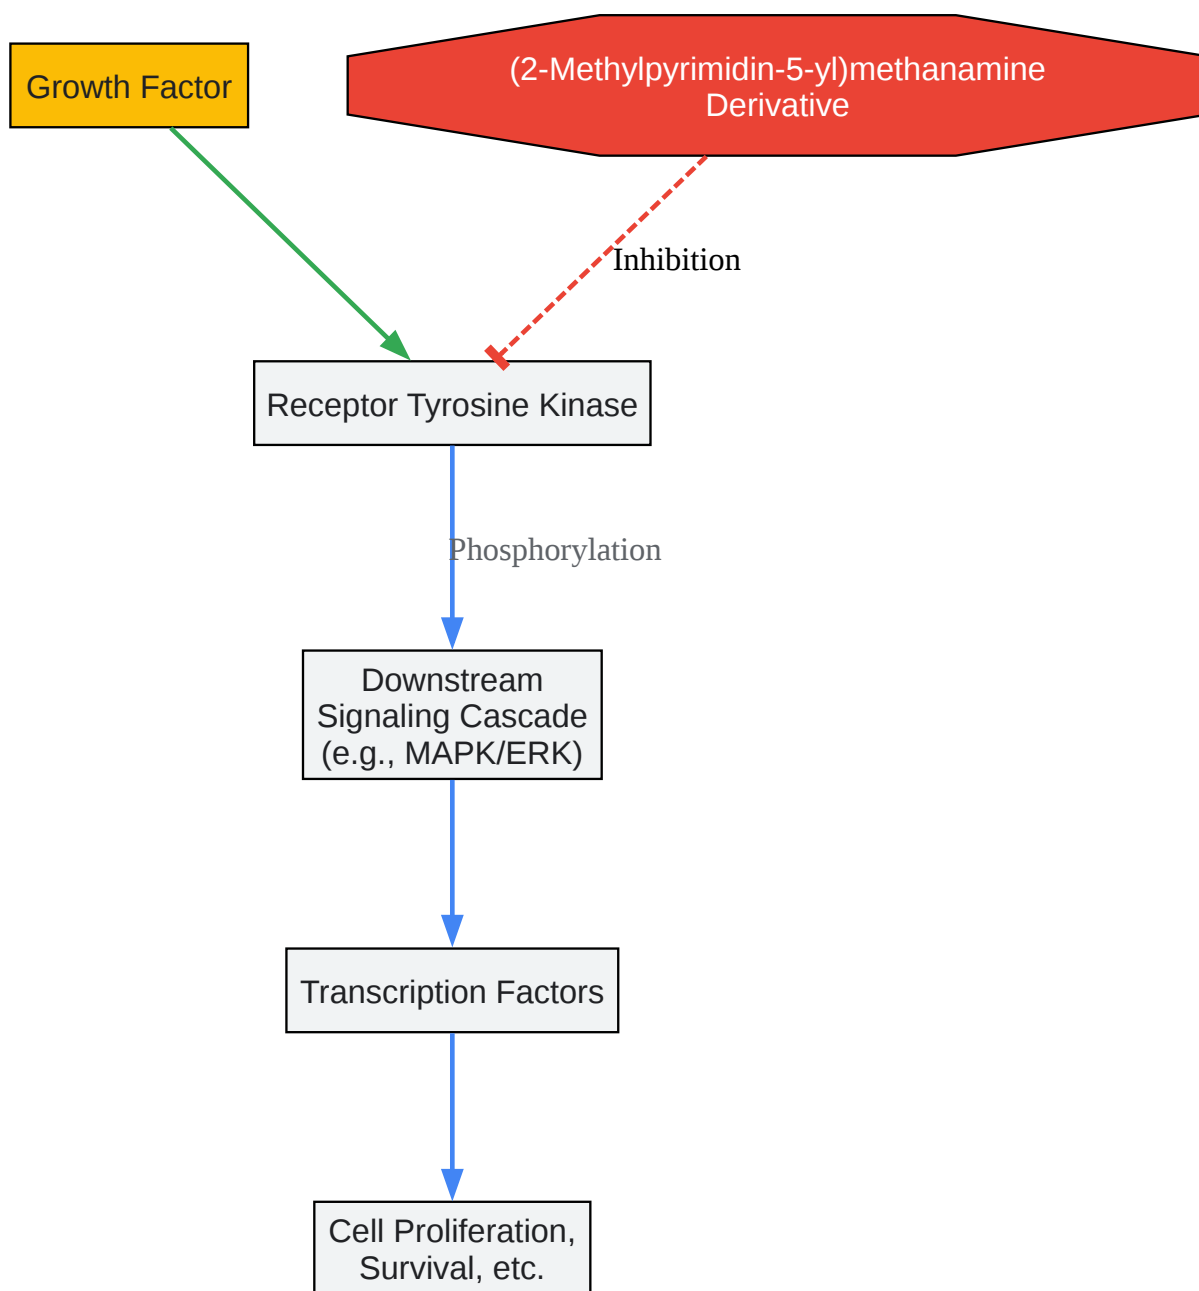 Growth Factor
(2-Methylpyrimidin-5-yl)methanamine
Derivative
Inhibition
Receptor Tyrosine Kinase
Phosphorylation
Downstream
Signaling Cascade
(e.g., MAPK/ERK)
Transcription Factors
Cell Proliferation,
Survival, etc.